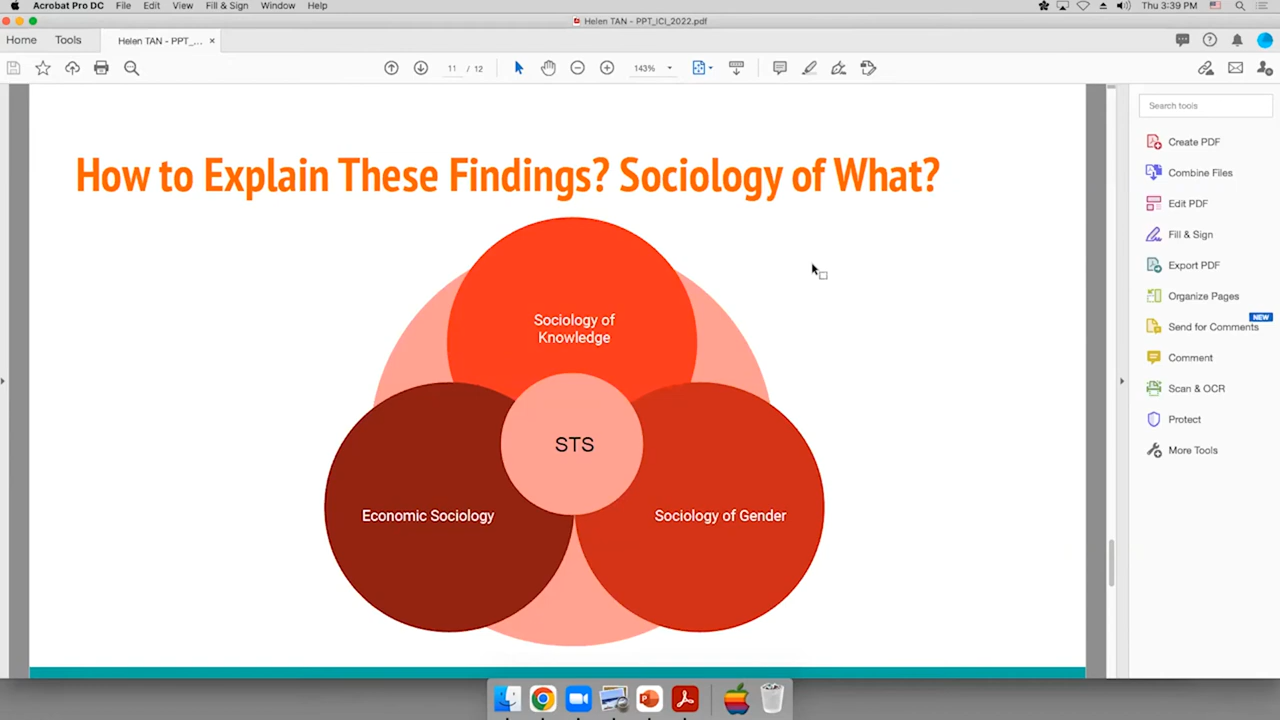 Acrobat Pro DC File Edit View Fill & Sign Window Help Thu 3:39 PM
Helen TAN - PPT_ICI_2022.pdf
Home Tools Helen TAN - PPT_... ×
11 / 12 143%
Search tools
How to Explain These Findings? Sociology of What?
Sociology of
Knowledge
STS
Economic Sociology
Sociology of Gender
Create PDF
Combine Files
Edit PDF
Fill & Sign
Export PDF
Organize Pages
NEW
Send for Comments
Comment
Scan & OCR
Protect
More Tools